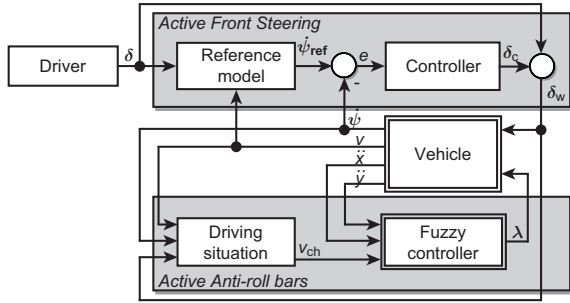 Active Front Steering
Driver
δ
Reference
model
ψ̇ref
e
-
Controller
δc
δw
ψ̇
v
ẍ
ÿ
Vehicle
Driving
situation
vch
Fuzzy
controller
λ
Active Anti-roll bars